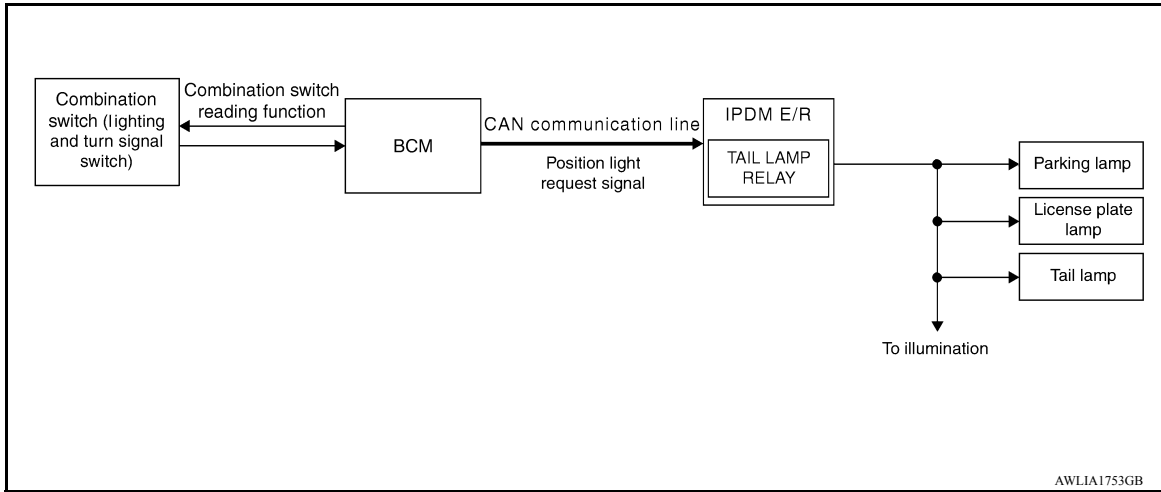 Combination
switch (lighting
and turn signal
switch)
Combination switch
reading function
BCM
CAN communication line
Position light
request signal
IPDM E/R
TAIL LAMP
RELAY
Parking lamp
License plate
lamp
Tail lamp
To illumination
AWLIA1753GB